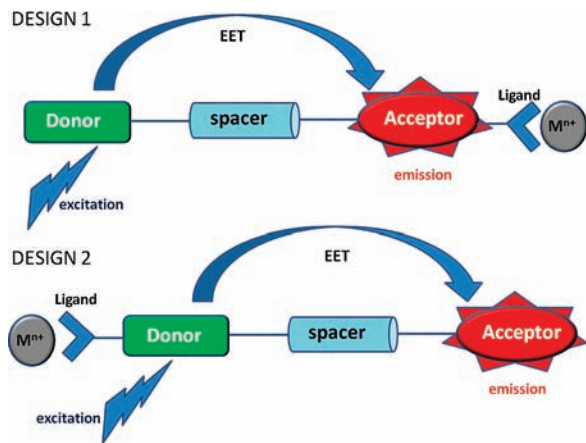 DESIGN 1
EET
Ligand
Donor
spacer
Acceptor
Mⁿ⁺
emission
excitation
DESIGN 2
EET
Ligand
Mⁿ⁺
Donor
spacer
Acceptor
emission
excitation